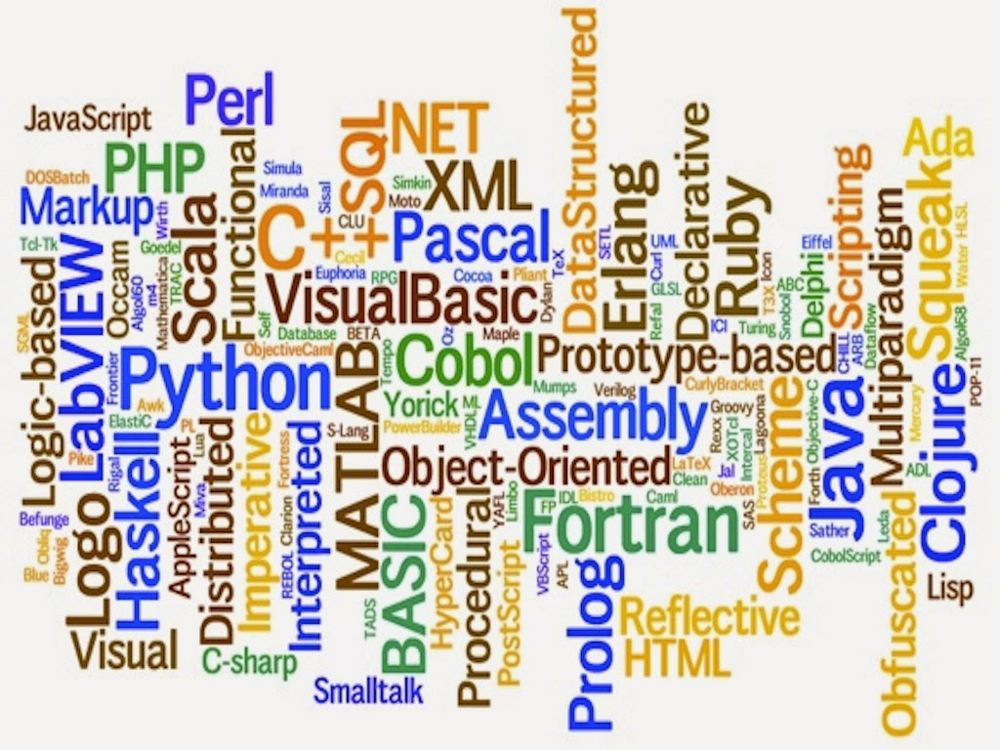 DataStructured
Perl
JavaScript
SQL
NET
Declarative
Ada
PHP
Functional
Simula
DOSBatch
Miranda
Sisal
Simkin
Moto
XML
Erlang
Ruby
Scripting
Squeak
Markup
Wirth
Scala
C++
CLU
Pascal
SETL
UML
Eiffel
Multiparadigm
HLSL
Tcl-Tk
LabVIEW
Occam
Goedel
Cecil
Euphoria
RPG
Cocoa
Pliant
TeX
Curl
Icon
Delphi
Ada
Water
Logic-based
Algol60
m4
Mathematica
TRAC
VisualBasic
Dylan
GLSL
T3X
ABC
SGML
Self
Database
BETA
Oz
Maple
Refal
ICI
Turing
Snobol
Dataflow
Algol68
ObjectiveCaml
Tempo
Cobol
Prototype-based
CHILL
ARB
Frontier
Python
MATLAB
Mumps
Verilog
CurlyBracket
Java
POP-11
Awk
Yorick
ML
Assembly
Groovy
Lagoona
Scheme
Objective-C
Mercury
Clojure
ElastiC
PL
Lua
Imperative
Interpreted
S-Lang
PowerBuilder
VHDL
Rexx
XOTcl
Pike
Rigal
Haskell
AppleScript
Miva
Distributed
Fortress
Object-Oriented
LaTeX
Clean
Jal
Intercal
Proteus
Forth
ADL
Logo
BASIC
HyperCard
Procedural
YAFL
Limbo
FP
IDL
Bistro
Caml
Oberon
SAS
Befunge
Clarion
REBOL
Fortran
Sather
Leda
Obfuscated
Blue
Obliq
Bigwig
VBScript
APL
CobolScript
PostScript
Prolog
Lisp
TADS
Reflective
Visual
C-sharp
HTML
Smalltalk